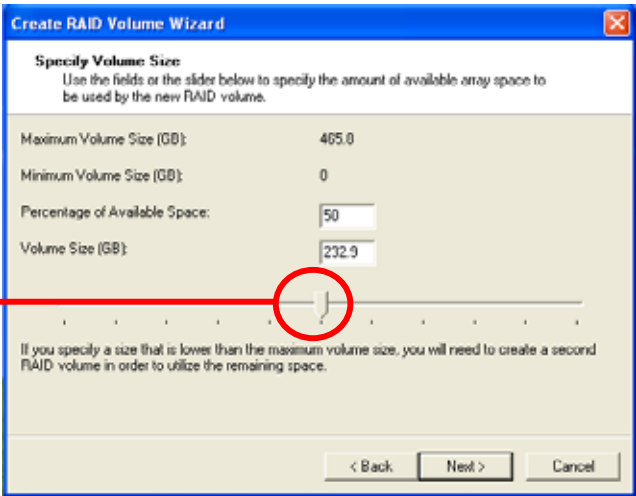 Create RAID Volume Wizard
Specify Volume Size
Use the fields or the slider below to specify the amount of available array space to
be used by the new RAID volume.
Maximum Volume Size (GB): 465.8
Minimum Volume Size (GB): 0
Percentage of Available Space: 50
Volume Size (GB): 232.9
If you specify a size that is lower than the maximum volume size, you will need to create a second
RAID volume in order to utilize the remaining space.
< Back Next > Cancel